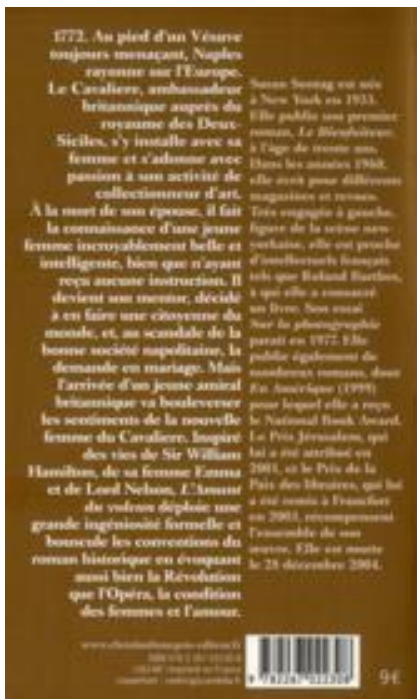 1772. Au pied d'un Vésuve
toujours menaçant, Naples
rayonne sur l'Europe.
Le Cavaliere, ambassadeur
britannique auprès du
royaume des Deux-
Siciles, s'y installe avec sa
femme et s'adonne avec
passion à son activité de
collectionneur d'art.
À la mort de son épouse, il fait
la connaissance d'une jeune
femme incroyablement belle et
intelligente, bien que n'ayant
reçu aucune instruction. Il
devient son mentor, décidé
à en faire une citoyenne du
monde, et, au scandale de la
bonne société napolitaine, la
demande en mariage. Mais
l'arrivée d'un jeune amiral
britannique va bouleverser
les sentiments de la nouvelle
femme du Cavaliere. Inspiré
des vies de Sir William
Hamilton, de sa femme Emma
et de Lord Nelson, L'Amant
du volcan déploie une
grande ingéniosité formelle et
bouscule les conventions du
roman historique en évoquant
aussi bien la Révolution
que l'Opéra, la condition
des femmes et l'amour.
Susan Sontag est née
à New York en 1933.
Elle publie son premier
roman, Le Bienfaiteur,
à l'âge de trente ans.
Dans les années 1960,
elle écrit pour différents
magazines et revues.
Très engagée à gauche,
figure de la scène new-
yorkaise, elle est proche
d'intellectuels français
tels que Roland Barthes,
à qui elle a consacré
un livre. Son essai
Sur la photographie
paraît en 1977. Elle
publie également de
nombreux romans, dont
En Amérique (1999)
pour lequel elle a reçu
le National Book Award.
Le Prix Jérusalem, qui
lui a été attribué en
2001, et le Prix de la
Paix des libraires, qui lui
a été remis à Francfort
en 2003, récompensent
l'ensemble de son
œuvre. Elle est morte
le 28 décembre 2004.
9€